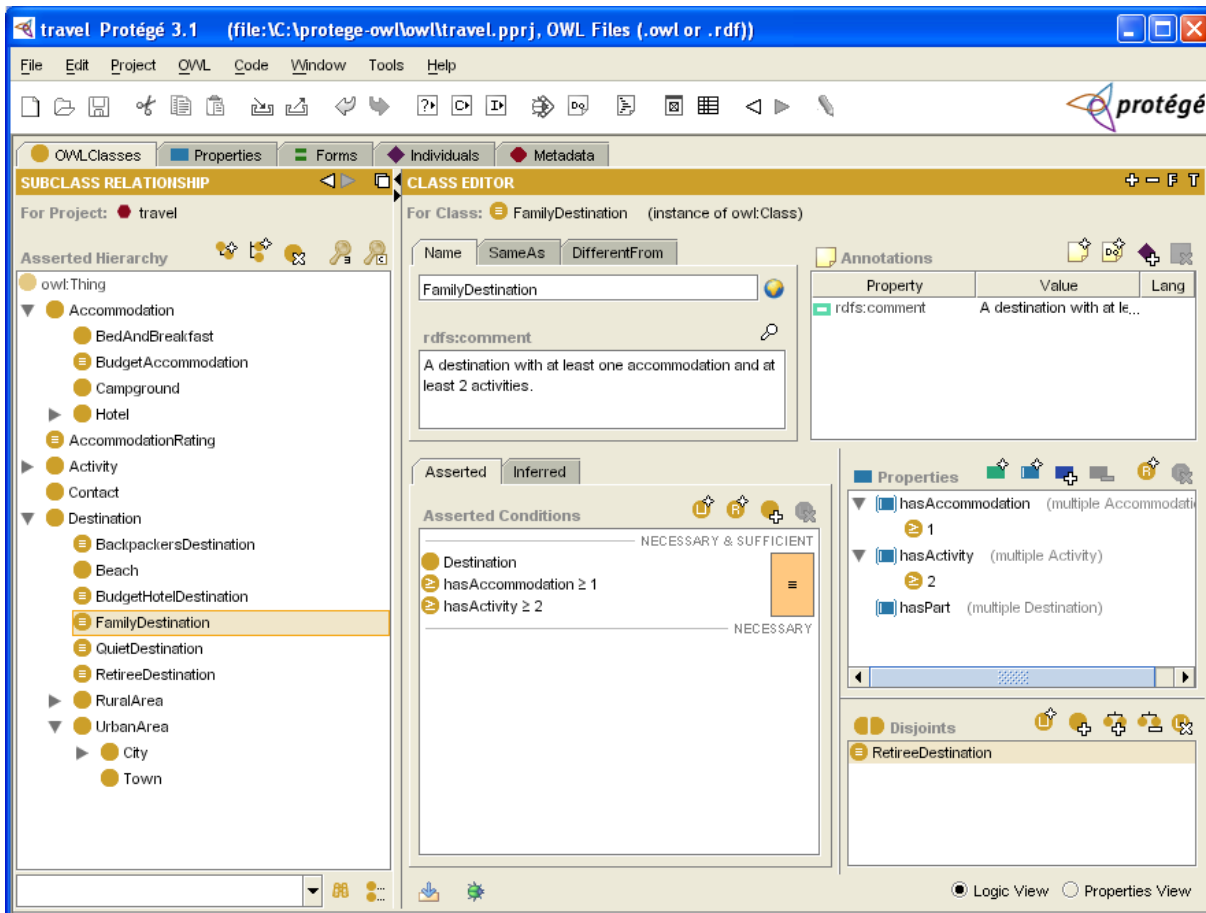 travel Protégé 3.1 (file:\C:\protege-owl\owl\travel.pprj, OWL Files (.owl or .rdf))
File Edit Project OWL Code Window Tools Help
protégé
OWLClasses Properties Forms Individuals Metadata
SUBCLASS RELATIONSHIP
For Project: travel
Asserted Hierarchy
owl:Thing
Accommodation
BedAndBreakfast
BudgetAccommodation
Campground
Hotel
AccommodationRating
Activity
Contact
Destination
BackpackersDestination
Beach
BudgetHotelDestination
FamilyDestination
QuietDestination
RetireeDestination
RuralArea
UrbanArea
City
Town
CLASS EDITOR
F T
For Class: FamilyDestination (instance of owl:Class)
Name SameAs DifferentFrom
FamilyDestination
rdfs:comment
A destination with at least one accommodation and at
least 2 activities.
Annotations
Property Value Lang
rdfs:comment A destination with at le...
Asserted Inferred
Asserted Conditions
NECESSARY & SUFFICIENT
Destination
hasAccommodation ≥ 1
hasActivity ≥ 2
≡
NECESSARY
Properties
hasAccommodation (multiple Accommodati
≥ 1
hasActivity (multiple Activity)
≥ 2
hasPart (multiple Destination)
Disjoints
RetireeDestination
Logic View Properties View